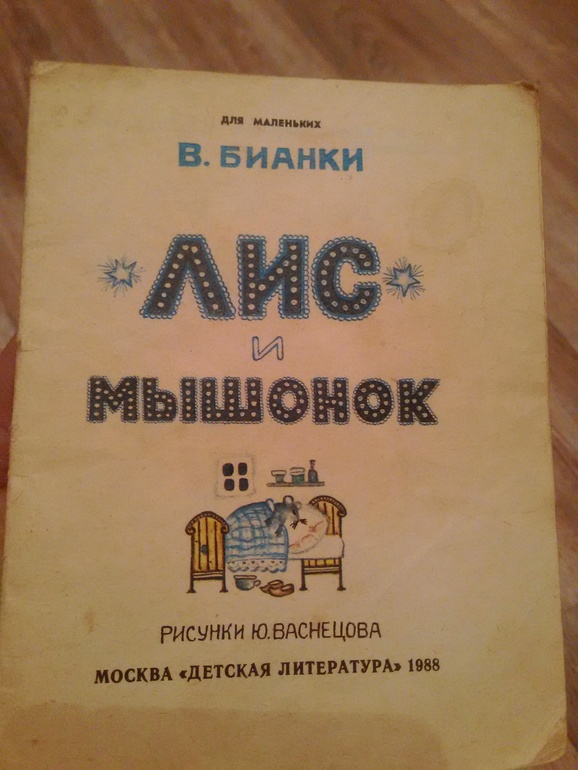 ДЛЯ МАЛЕНЬКИХ
В. БИАНКИ
ЛИС
И
МЫШОНОК
РИСУНКИ Ю. ВАСНЕЦОВА
МОСКВА «ДЕТСКАЯ ЛИТЕРАТУРА» 1988